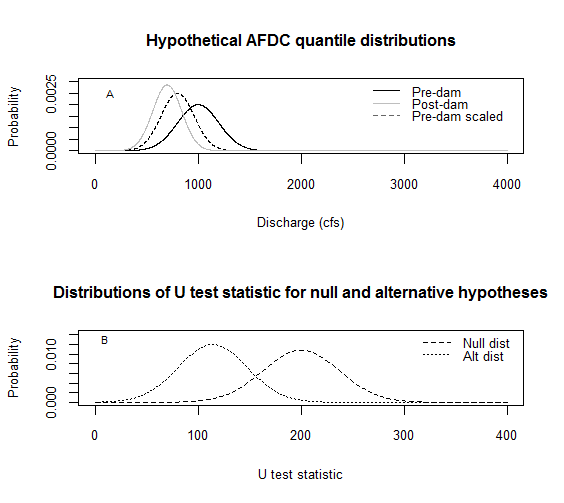 Hypothetical AFDC quantile distributions
Probability
0.0000 0.0025
A
Pre-dam
Post-dam
Pre-dam scaled
0 1000 2000 3000 4000
Discharge (cfs)
Distributions of U test statistic for null and alternative hypotheses
Probability
0.000 0.010
B
Null dist
Alt dist
0 100 200 300 400
U test statistic